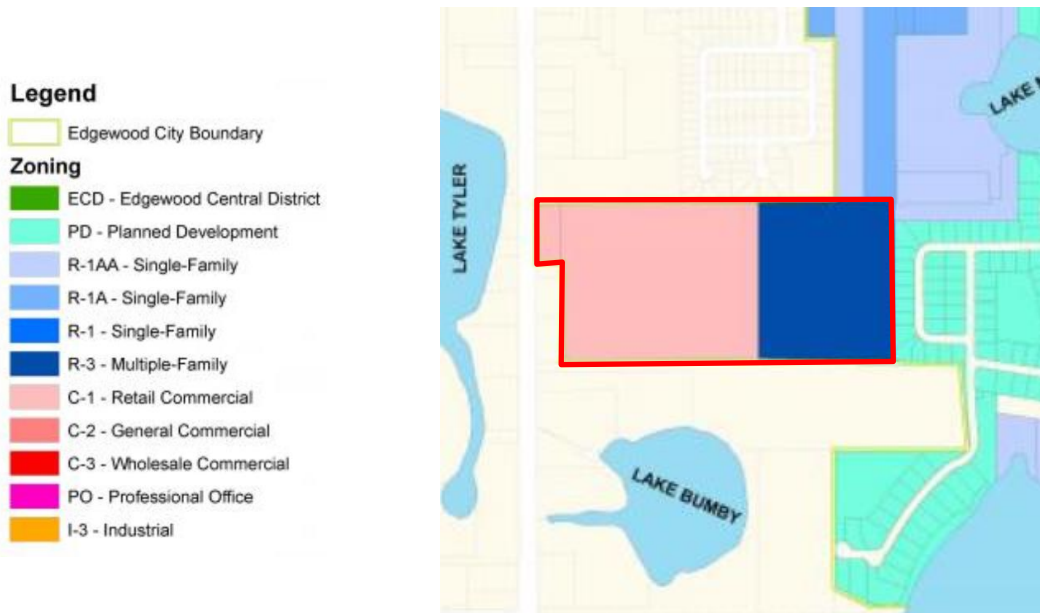 Legend
Edgewood City Boundary
Zoning
ECD - Edgewood Central District
PD - Planned Development
R-1AA - Single-Family
R-1A - Single-Family
R-1 - Single-Family
R-3 - Multiple-Family
C-1 - Retail Commercial
C-2 - General Commercial
C-3 - Wholesale Commercial
PO - Professional Office
I-3 - Industrial
LAKE TYLER
LAKE
LAKE BUMBY